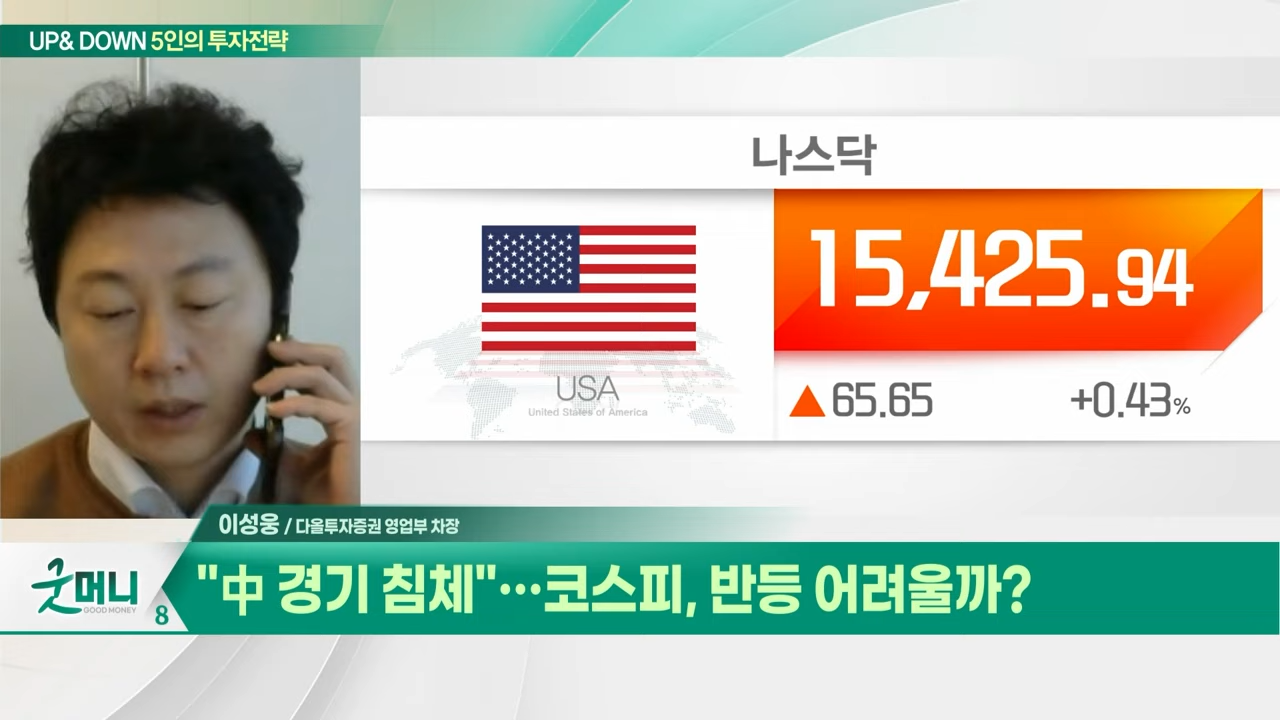 UP& DOWN 5인의 투자전략
나스닥
15,425.94
USA
United States of America
▲65.65
+0.43%
이성웅 / 다올투자증권 영업부 차장
"中 경기 침체"…코스피, 반등 어려울까?
굿머니
GOOD MONEY
8